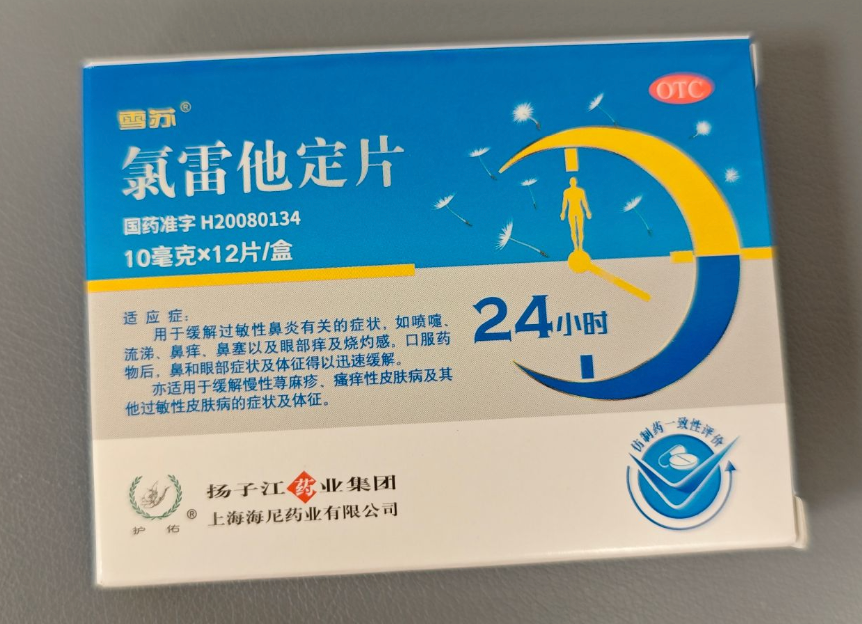 雪苏®
OTC
氯雷他定片
国药准字 H20080134
10毫克×12片/盒
适应症：
用于缓解过敏性鼻炎有关的症状，如喷嚏、
流涕、鼻痒、鼻塞以及眼部痒及烧灼感。口服药
物后，鼻和眼部症状及体征得以迅速缓解。
亦适用于缓解慢性荨麻疹、瘙痒性皮肤病及其
他过敏性皮肤病的症状及体征。
24小时
仿制药一致性评价
护佑®
扬子江药业集团
上海海尼药业有限公司